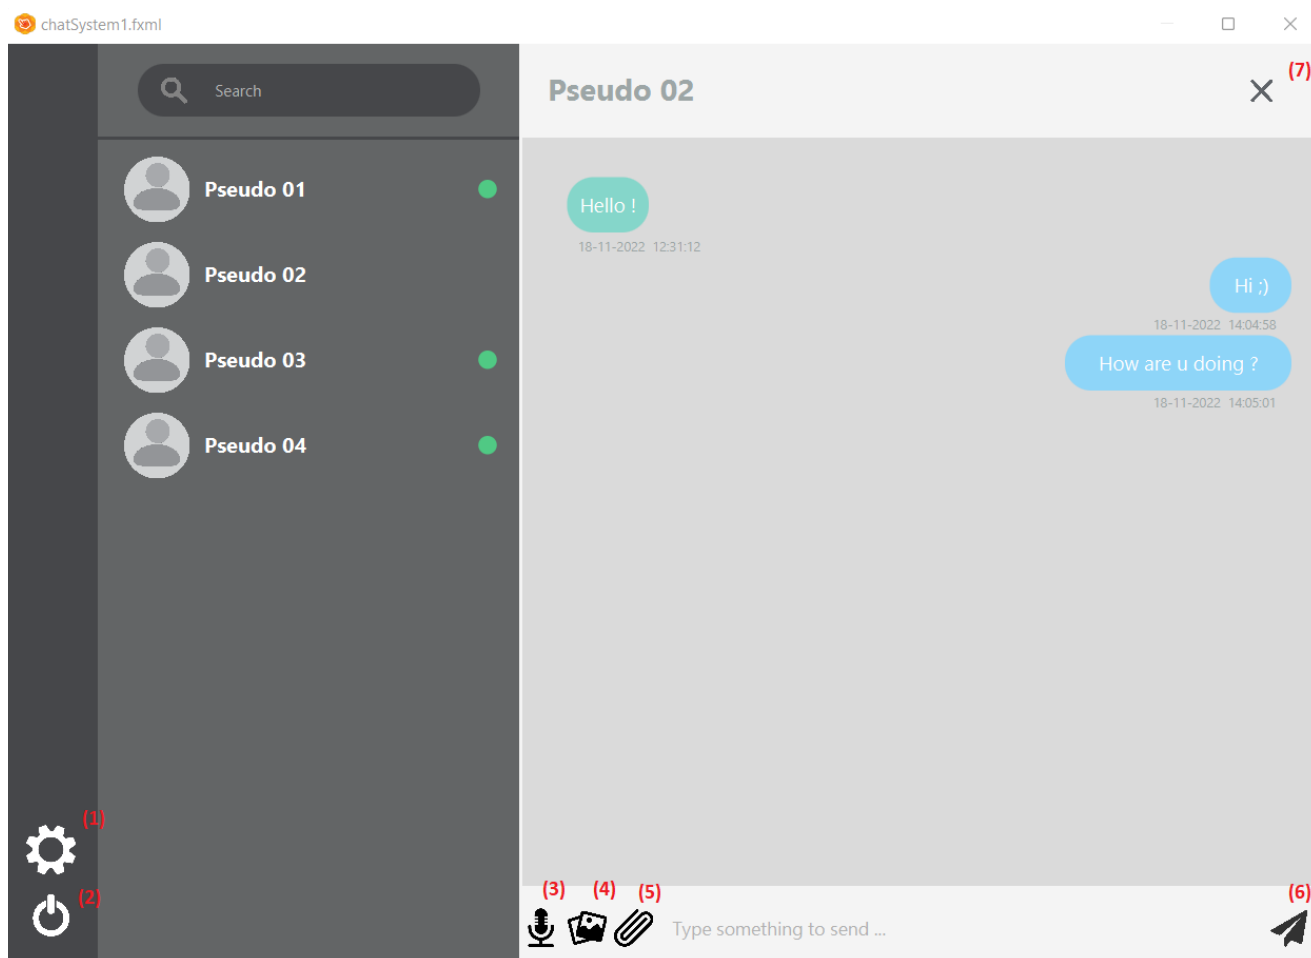 chatSystem1.fxml
Search
Pseudo 01
Pseudo 02
Pseudo 03
Pseudo 04
(1)
(2)
Pseudo 02
(7)
Hello !
18-11-2022 12:31:12
Hi ;)
18-11-2022 14:04:58
How are u doing ?
18-11-2022 14:05:01
(3) (4) (5)
(6)
Type something to send ...